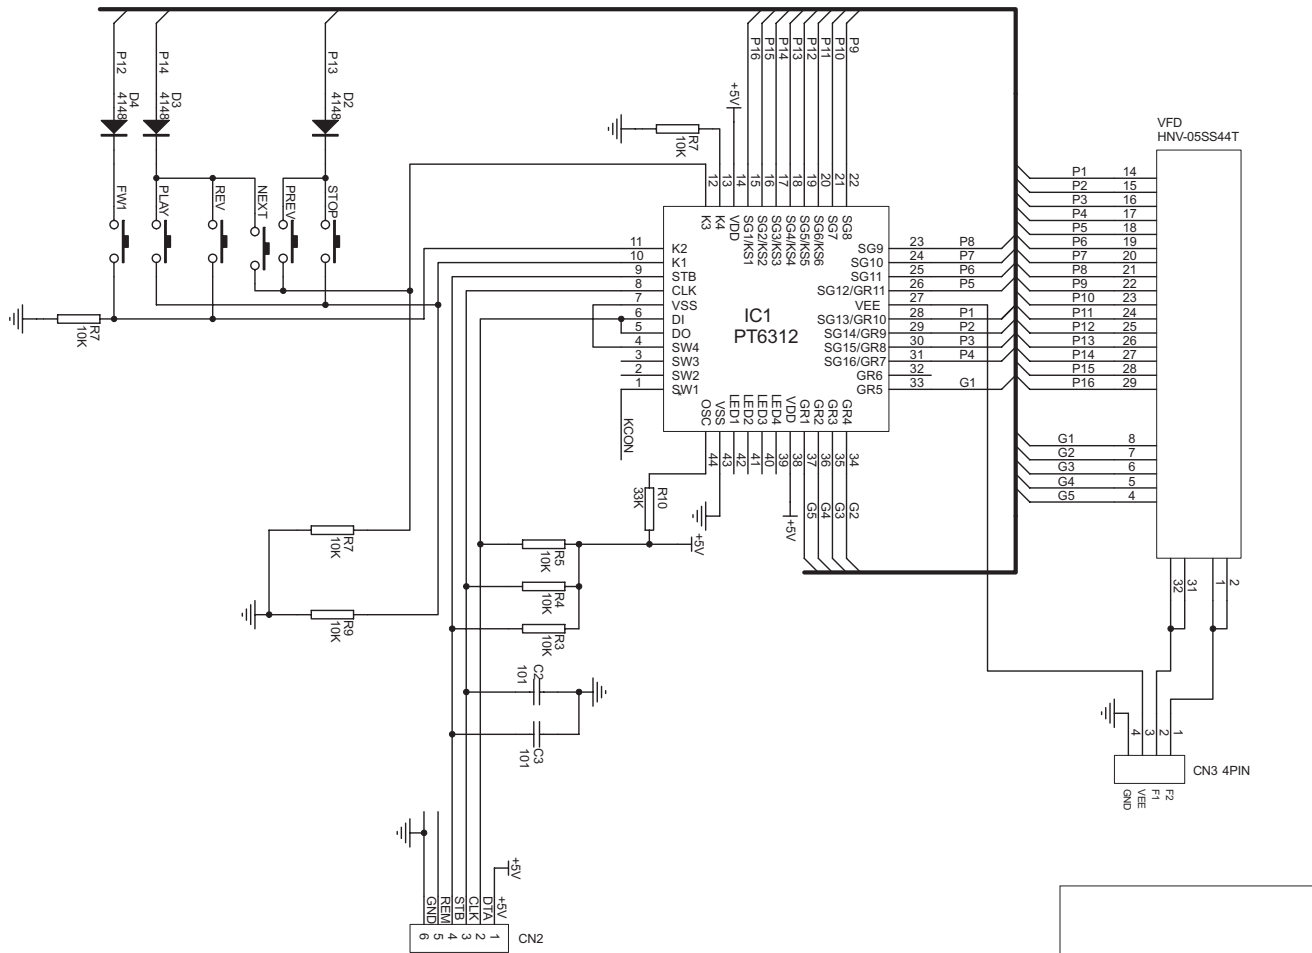 P12
P14
P13
D4
4148
D3
4148
D2
4148
FW1
PLAY
REV
NEXT
PREV
STOP
R7
10K
R7
10K
+5V
P16
P15
P14
P13
P12
P11
P10
P9
12
13
14
15
16
17
18
19
20
21
22
K3
K4
VDD
SG1/KS1
SG2/KS2
SG3/KS3
SG4/KS4
SG5/KS5
SG6/KS6
SG7
SG8
11 K2
10 K1
9 STB
8 CLK
7 VSS
6 DI
5 DO
4 SW4
3 SW3
2 SW2
1 SW1
IC1
PT6312
SG9 23 P8
SG10 24 P7
SG11 25 P6
SG12/GR11 26 P5
VEE 27
SG13/GR10 28 P1
SG14/GR9 29 P2
SG15/GR8 30 P3
SG16/GR7 31 P4
GR6 32
GR5 33 G1
OSC
VSS
LED1
LED2
LED3
LED4
VDD
GR1
GR2
GR3
GR4
44
43
42
41
40
39
38
37
36
35
34
KCON
G5
G4
G3
G2
+5V
R10
33K
+5V
VFD
HNV-05SS44T
P1 14
P2 15
P3 16
P4 17
P5 18
P6 19
P7 20
P8 21
P9 22
P10 23
P11 24
P12 25
P13 26
P14 27
P15 28
P16 29
G1 8
G2 7
G3 6
G4 5
G5 4
32
31
1
2
R7
10K
R9
10K
R5
10K
R4
10K
R3
10K
C2
101
C3
101
4
3
2
1
CN3 4PIN
GND
VEE
F1
F2
+5V
GND
REM
STB
CLK
DTA
+5V
6
5
4
3
2
1
CN2